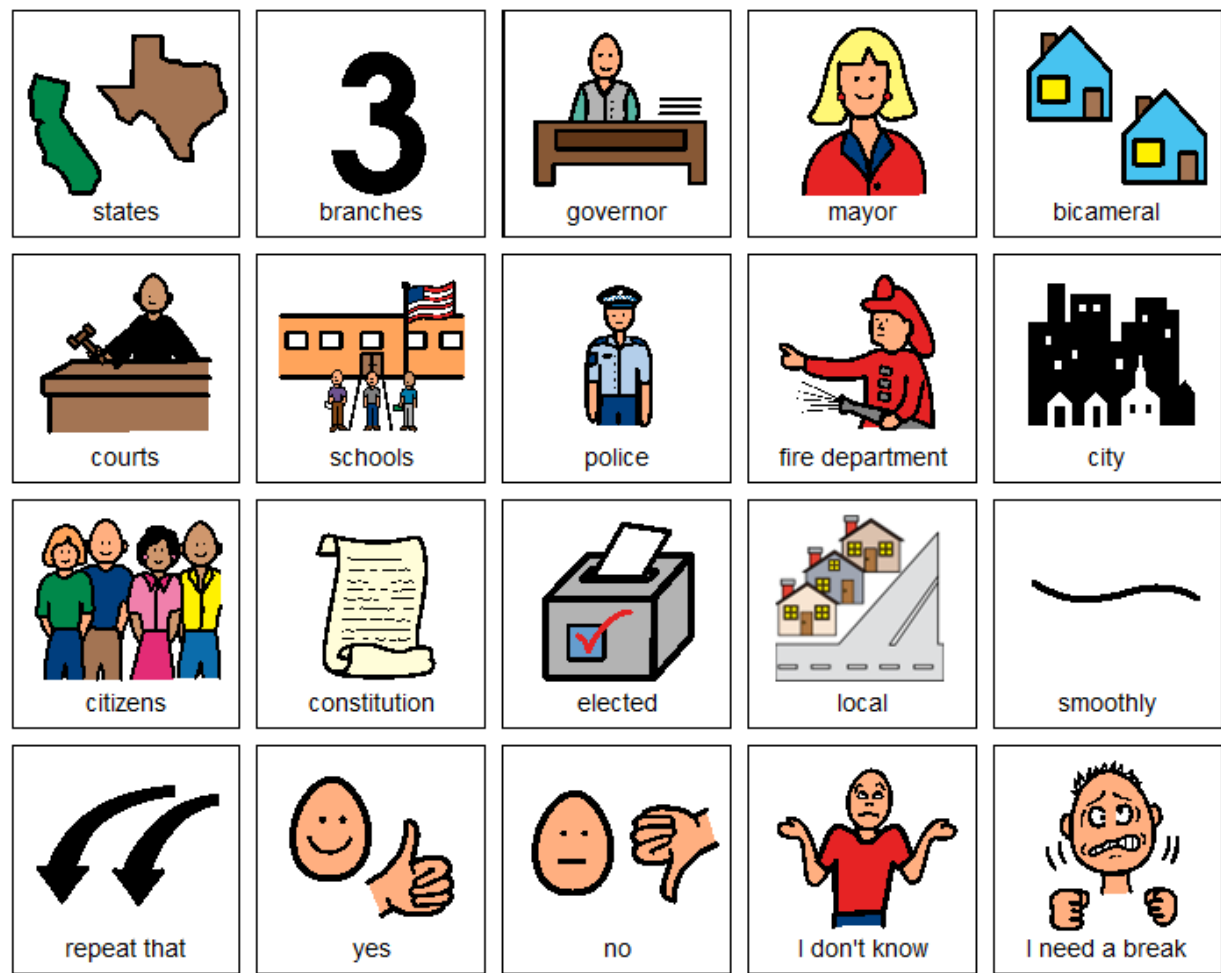 states
3
branches
governor
mayor
bicameral
courts
schools
police
fire department
city
citizens
constitution
elected
local
smoothly
repeat that
yes
no
I don't know
I need a break